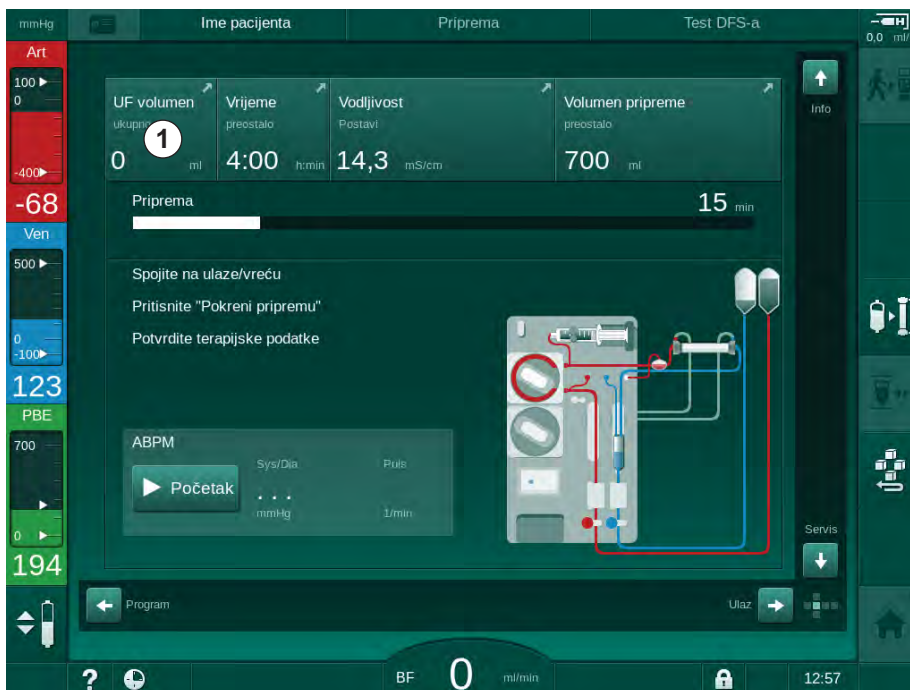 mmHg
Ime pacijenta
Priprema
Test DFS-a
0,0 ml/
Art
100
0
-400
-68
Ven
500
0
-100
123
PBE
700
0
194
UF volumen
ukupno
0 ml
1
Vrijeme
preostalo
4:00 h:min
Vodljivost
Postavi
14,3 mS/cm
Volumen pripreme
preostalo
700 ml
Info
Priprema
15 min
Spojite na ulaze/vreću
Pritisnite "Pokreni pripremu"
Potvrdite terapijske podatke
ABPM
Početak
Sys/Dia
. . .
mmHg
Puls
1/min
Servis
Program
Ulaz
?
BF 0 ml/min
12:57